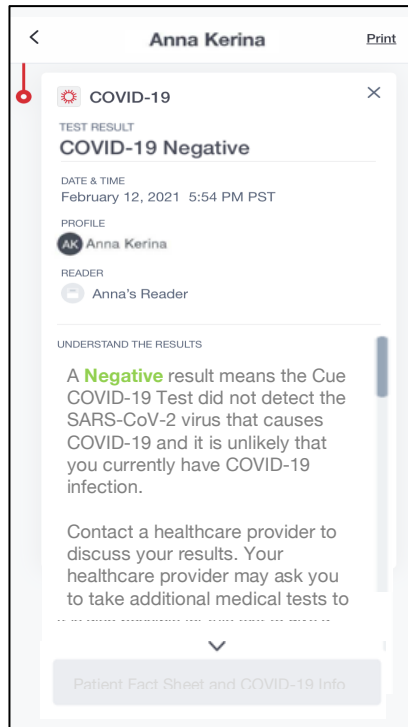 Anna Kerina
Print
COVID-19
TEST RESULT
COVID-19 Negative
DATE & TIME
February 12, 2021 5:54 PM PST
PROFILE
AK Anna Kerina
READER
Anna's Reader
UNDERSTAND THE RESULTS
A Negative result means the Cue
COVID-19 Test did not detect the
SARS-CoV-2 virus that causes
COVID-19 and it is unlikely that
you currently have COVID-19
infection.
Contact a healthcare provider to
discuss your results. Your
healthcare provider may ask you
to take additional medical tests to
Patient Fact Sheet and COVID-19 Info